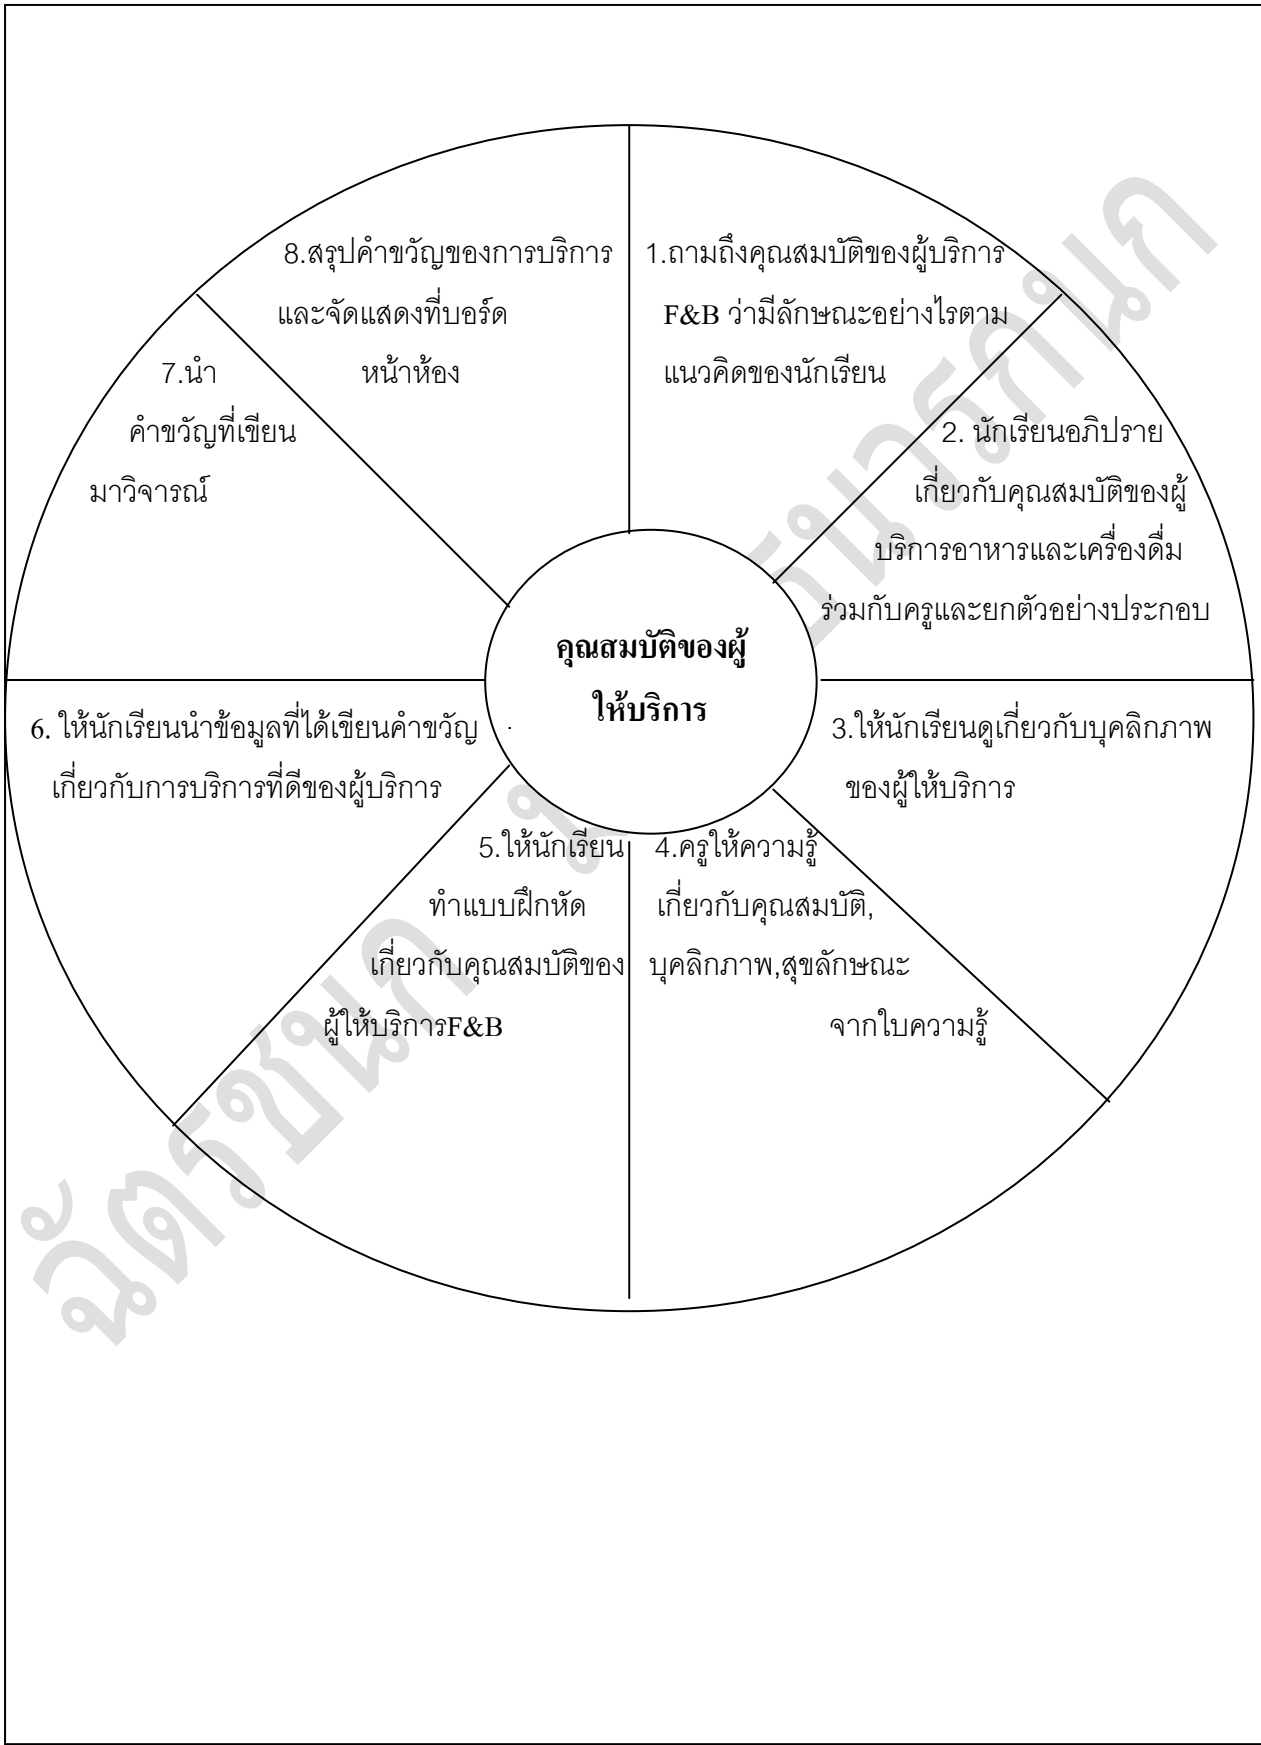 8.สรุปคำขวัญของการบริการ
และจัดแสดงที่บอร์ด
หน้าห้อง
1.ถามถึงคุณสมบัติของผู้บริการ
F&B ว่ามีลักษณะอย่างไรตาม
แนวคิดของนักเรียน
7.นำ
คำขวัญที่เขียน
มาวิจารณ์
2. นักเรียนอภิปราย
เกี่ยวกับคุณสมบัติของผู้
บริการอาหารและเครื่องดื่ม
ร่วมกับครูและยกตัวอย่างประกอบ
คุณสมบัติของผู้
ให้บริการ
6. ให้นักเรียนนำข้อมูลที่ได้เขียนคำขวัญ
เกี่ยวกับการบริการที่ดีของผู้บริการ
3.ให้นักเรียนดูเกี่ยวกับบุคลิกภาพ
ของผู้ให้บริการ
5.ให้นักเรียน
ทำแบบฝึกหัด
เกี่ยวกับคุณสมบัติของ
ผู้ให้บริการF&B
4.ครูให้ความรู้
เกี่ยวกับคุณสมบัติ,
บุคลิกภาพ,สุขลักษณะ
จากใบความรู้
ฉัตรชนก